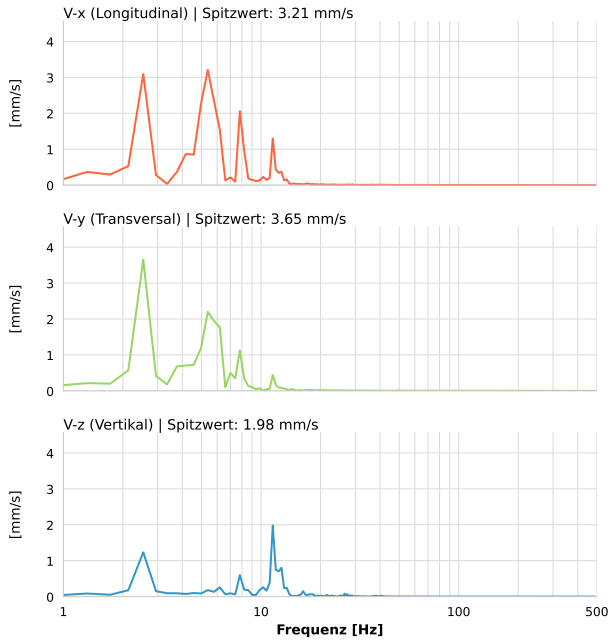 V-x (Longitudinal) | Spitzwert: 3.21 mm/s
4
3
2
1
0
[mm/s]
V-y (Transversal) | Spitzwert: 3.65 mm/s
4
3
2
1
0
[mm/s]
V-z (Vertikal) | Spitzwert: 1.98 mm/s
4
3
2
1
0
[mm/s]
1 10 100 500
Frequenz [Hz]